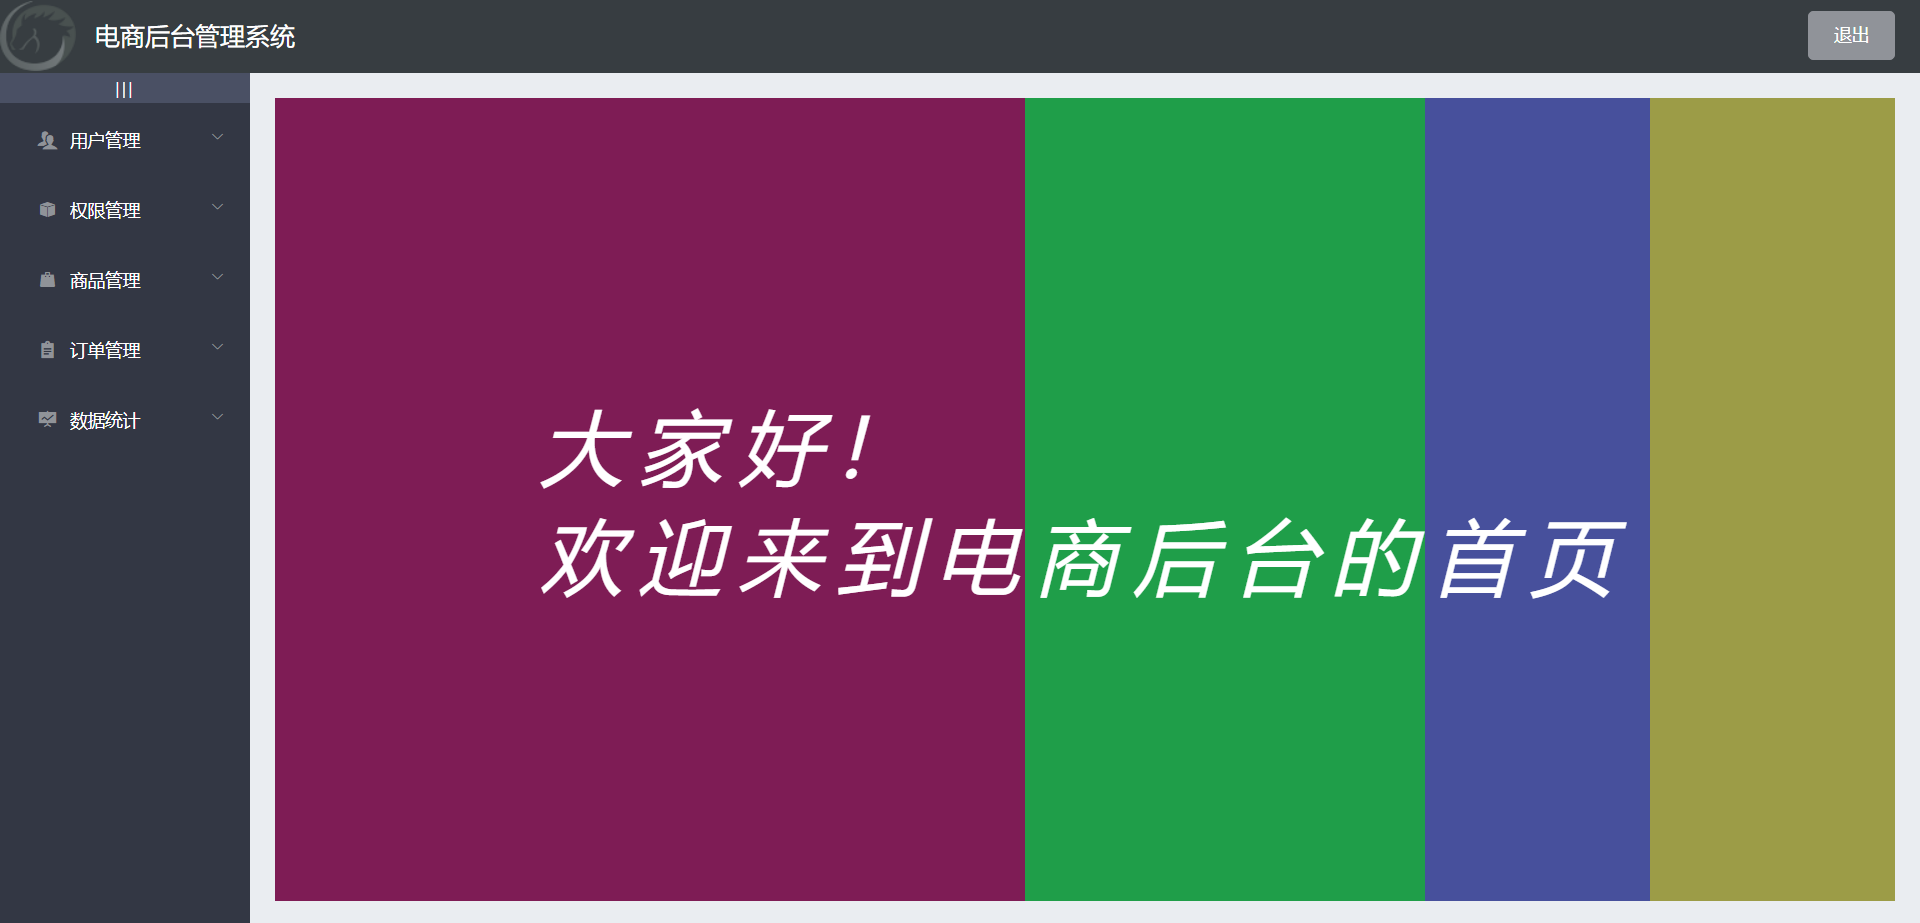 电商后台管理系统
退出
|||
用户管理
权限管理
商品管理
订单管理
数据统计
大家好!
欢迎来到电商后台的首页